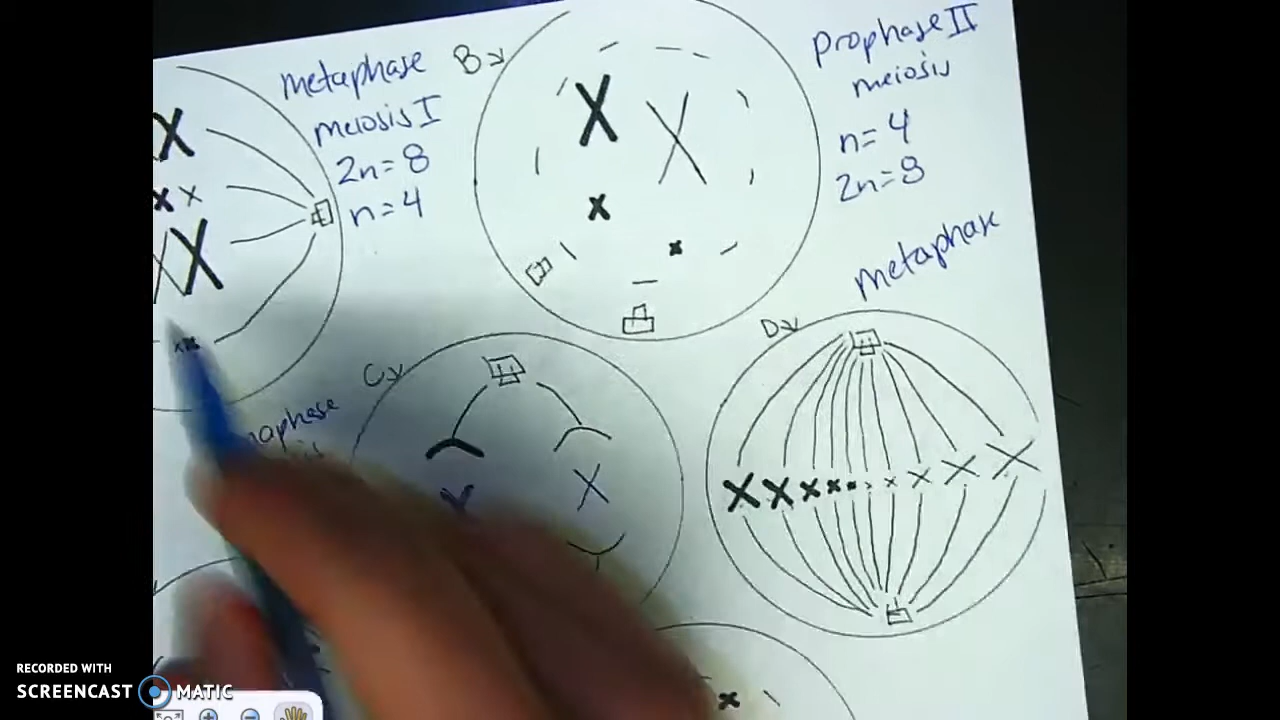 metaphase
meiosis I
2n=8
n=4
B
Prophase II
meiosis
n=4
2n=8
metaphase
D
C
RECORDED WITH
SCREENCAST MATIC